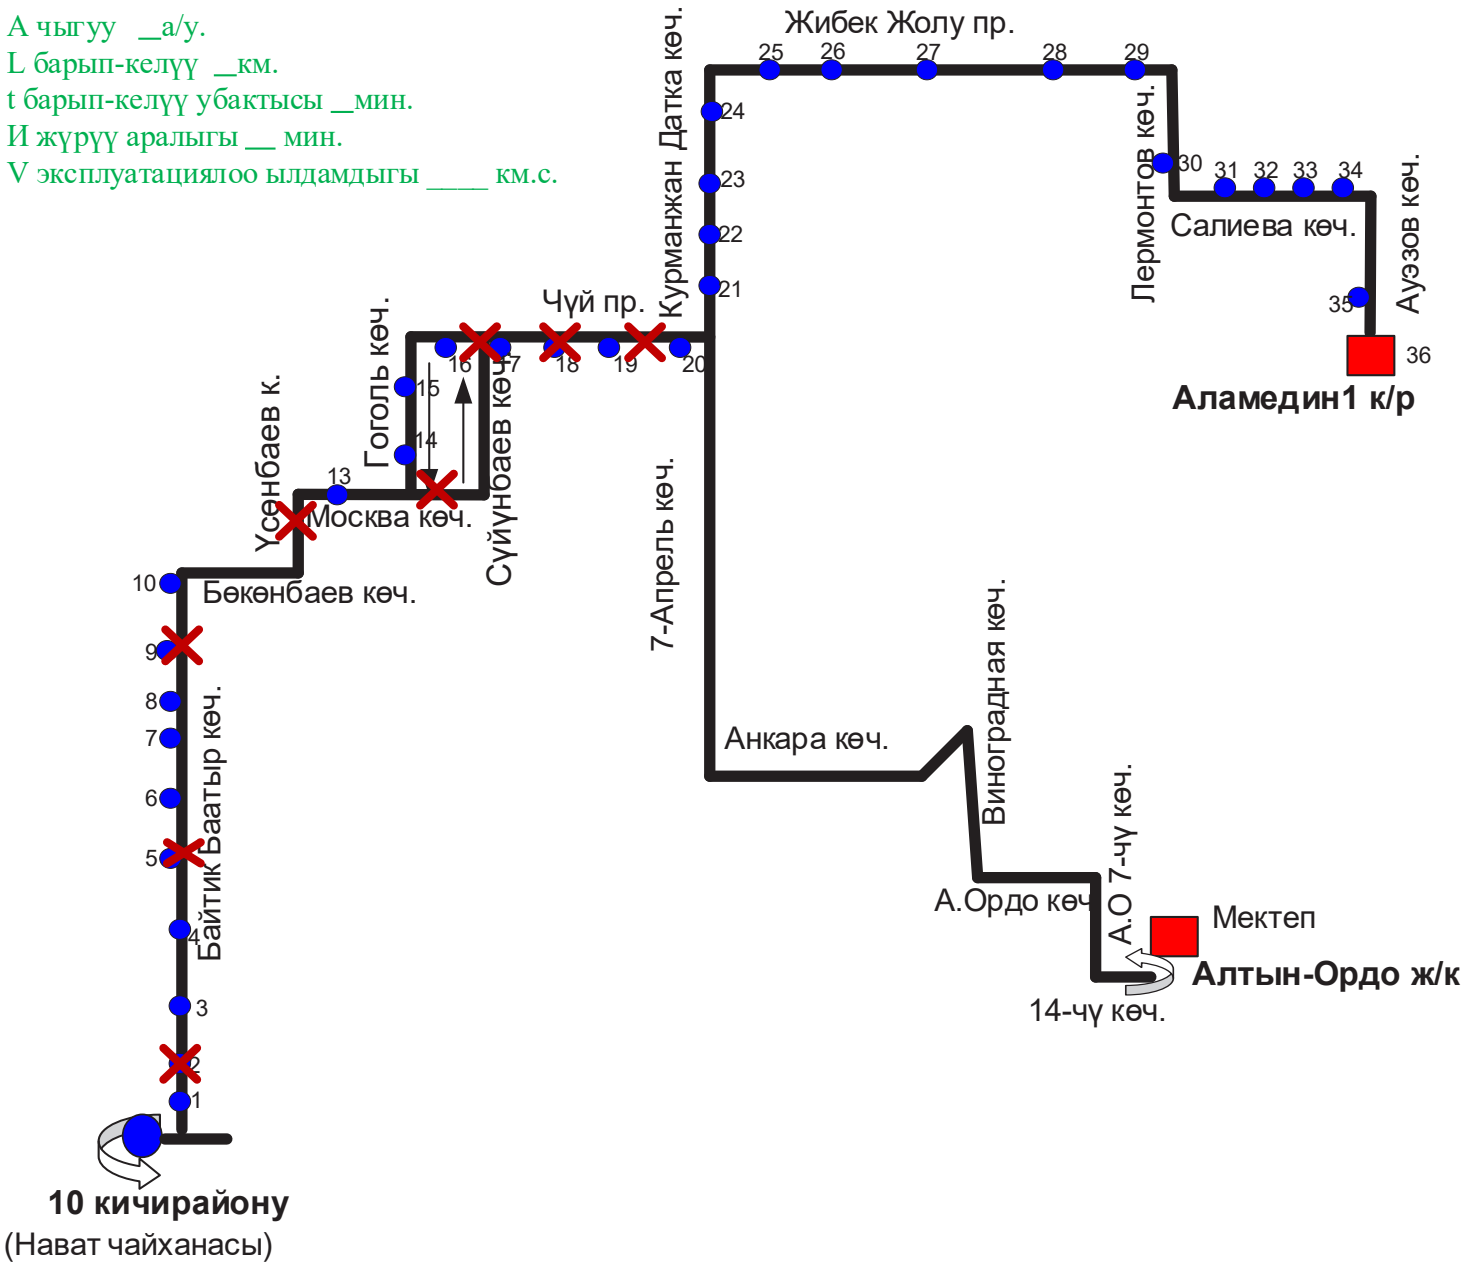 А чыгуу __а/у.
L барып-келүү __км.
t барып-келүү убактысы __мин.
И жүрүү аралыгы __ мин.
V эксплуатациялоо ылдамдыгы ____ км.с.
Жибек Жолу пр.
25 26 27 28 29
Курманжан Датка көч.
24
23
22
21
Лермонтов көч.
30
31 32 33 34
Салиева көч.
Ауэзов көч.
35
36
Аламедин1 к/р
Чүй пр.
16 17 18 19 20
Гоголь көч.
15
14
Сүйүнбаев көч.
Үсөнбаев к.
13
Москва көч.
10
Бөкөнбаев көч.
9
8
7
6
5
4
3
2
1
Байтик Баатыр көч.
7-Апрель көч.
Анкара көч.
Виноградная көч.
А.Ордо көч
А.О 7-чү көч.
Мектеп
Алтын-Ордо ж/к
14-чү көч.
10 кичирайону
(Нават чайханасы)